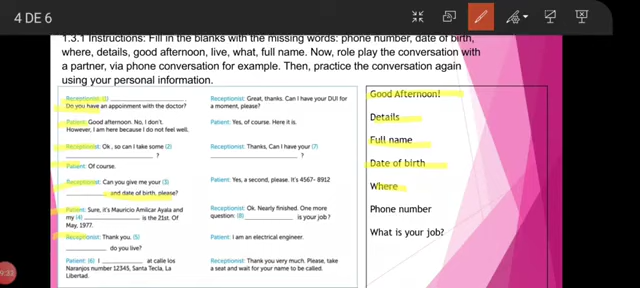 4 DE 6
1.3.1 Instructions: Fill in the blanks with the missing words: phone number, date of birth,
where, details, good afternoon, live, what, full name. Now, role play the conversation with
a partner, via phone conversation for example. Then, practice the conversation again
using your personal information.
Receptionist: (1) ____________________
Do you have an appointment with the doctor?
Patient: Good afternoon. No, I don't.
However, I am here because I do not feel well.
Receptionist: Ok, so can I take some (2)
____________________ ?
Patient: Of course.
Receptionist: Can you give me your (3)
__________ and date of birth, please?
Patient: Sure, it's Mauricio Amilcar Ayala and
my (4) ______________ is the 21st. Of
May, 1977.
Receptionist: Thank you, (5)
__________ do you live?
Patient: (6) I __________ at calle los
Naranjos number 12345, Santa Tecla, La
Libertad.
Receptionist: Great, thanks. Can I have your DUI for
a moment, please?
Patient: Yes, of course. Here it is.
Receptionist: Thanks, Can I have your (7)
____________________ ?
Patient: Yes, a second, please. It's 4567- 8912
Receptionist: Ok. Nearly finished. One more
question: (8) ______________ is your job?
Patient: I am an electrical engineer.
Receptionist: Thank you very much. Please, take
a seat and wait for your name to be called.
Good Afternoon!
Details
Full name
Date of birth
Where
Phone number
What is your job?